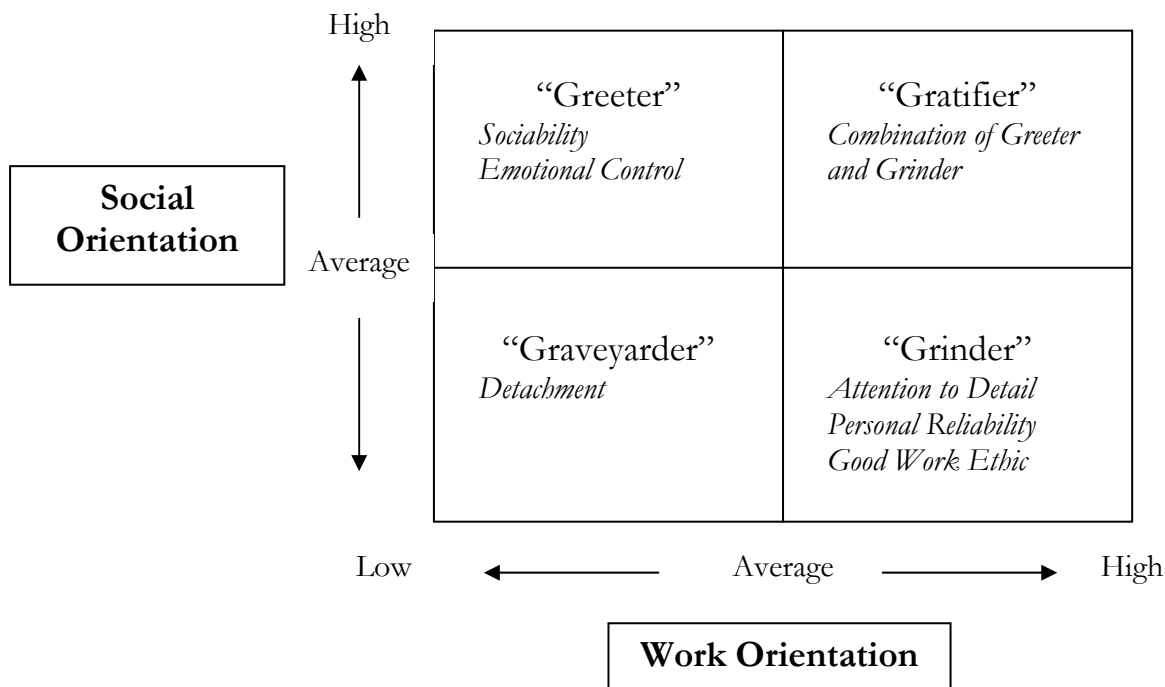 High
“Greeter”
Sociability
Emotional Control
“Gratifier”
Combination of Greeter
and Grinder
Social
Orientation
Average
“Graveyarder”
Detachment
“Grinder”
Attention to Detail
Personal Reliability
Good Work Ethic
Low
Average
High
Work Orientation